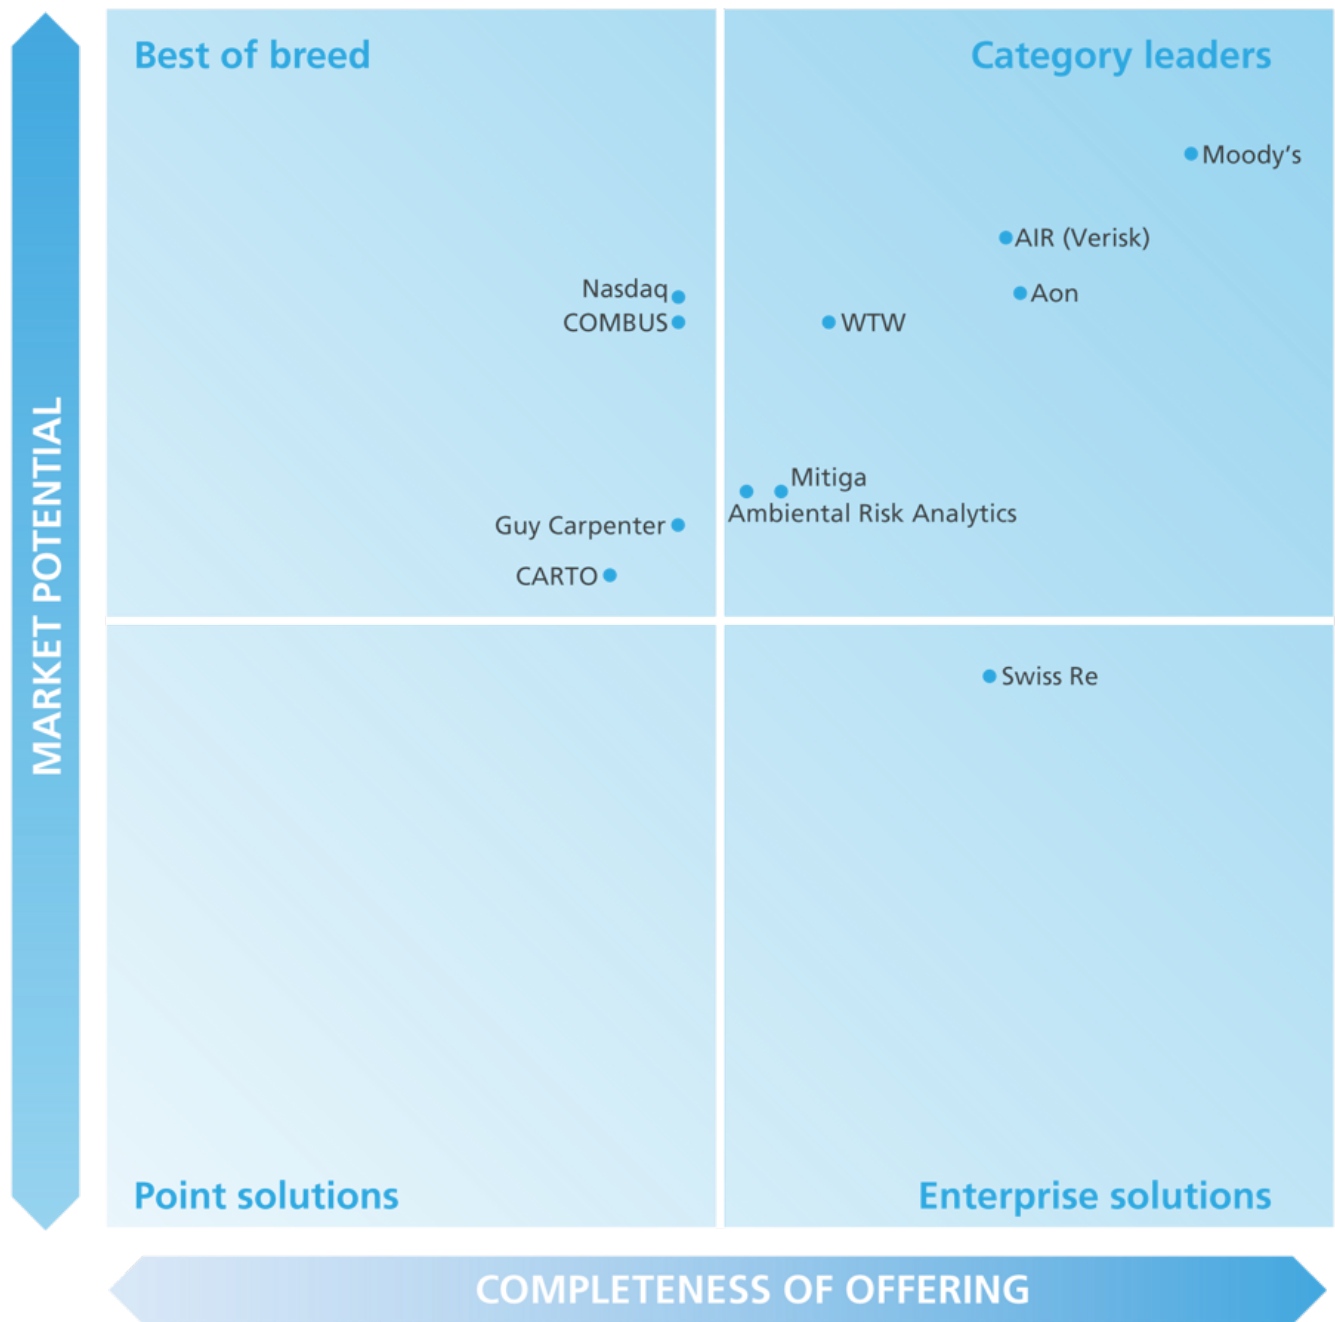 Best of breed
Category leaders
Moody’s
AIR (Verisk)
Nasdaq
Aon
COMBUS
WTW
Mitiga
Ambiental Risk Analytics
Guy Carpenter
CARTO
MARKET POTENTIAL
Swiss Re
Point solutions
Enterprise solutions
COMPLETENESS OF OFFERING